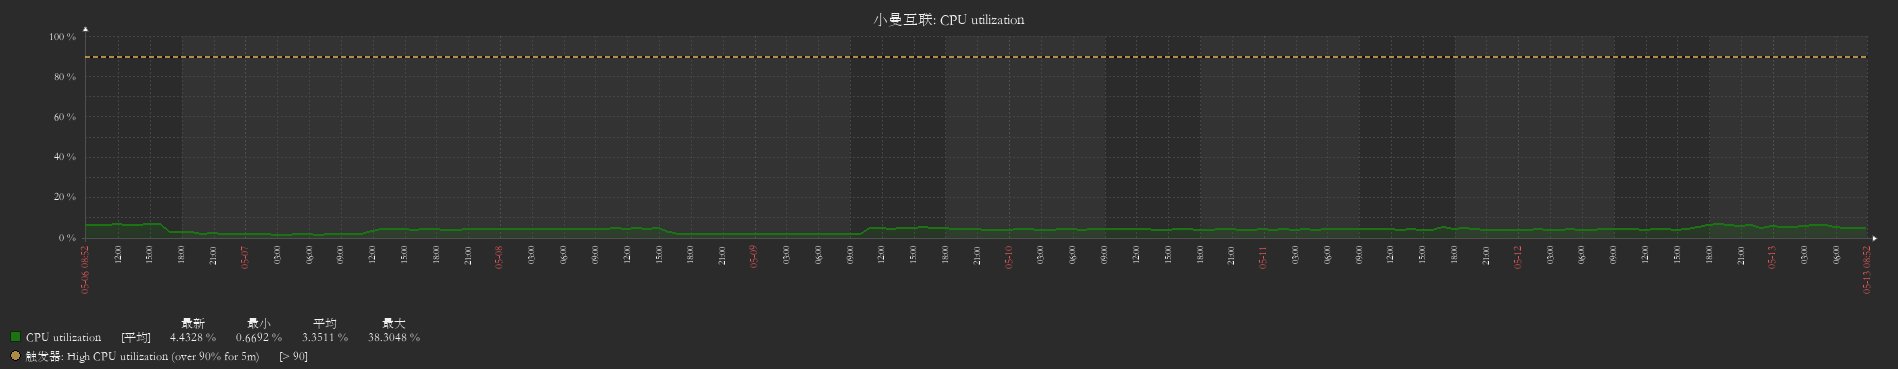 小曼互联: CPU utilization
100 %
80 %
60 %
40 %
20 %
0 %
05-06 08:52 12:00 15:00 18:00 21:00 05-07 03:00 06:00 09:00 12:00 15:00 18:00 21:00 05-08 03:00 06:00 09:00 12:00 15:00 18:00 21:00 05-09 03:00 06:00 09:00 12:00 15:00 18:00 21:00 05-10 03:00 06:00 09:00 12:00 15:00 18:00 21:00 05-11 03:00 06:00 09:00 12:00 15:00 18:00 21:00 05-12 03:00 06:00 09:00 12:00 15:00 18:00 21:00 05-13 03:00 06:00 05-13 08:52
最新 最小 平均 最大
CPU utilization [平均] 4.4328 % 0.6692 % 3.3511 % 38.3048 %
触发器: High CPU utilization (over 90% for 5m) [> 90]